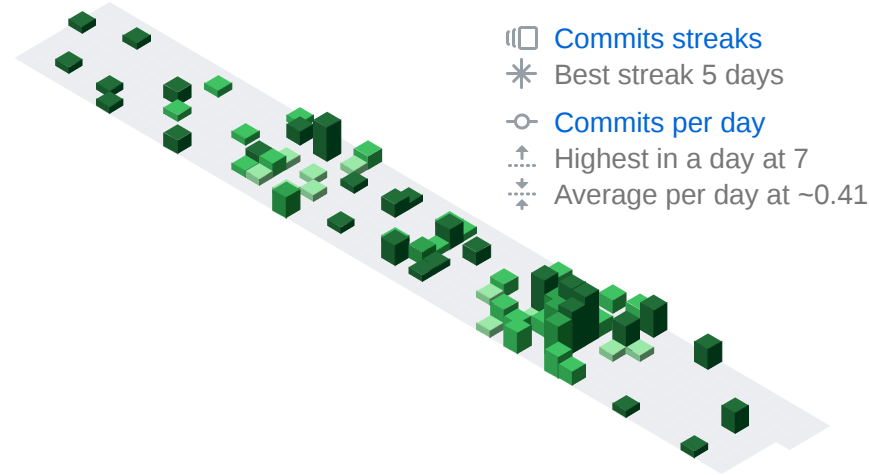 Commits streaks
Best streak 5 days
Commits per day
Highest in a day at 7
Average per day at ~0.41